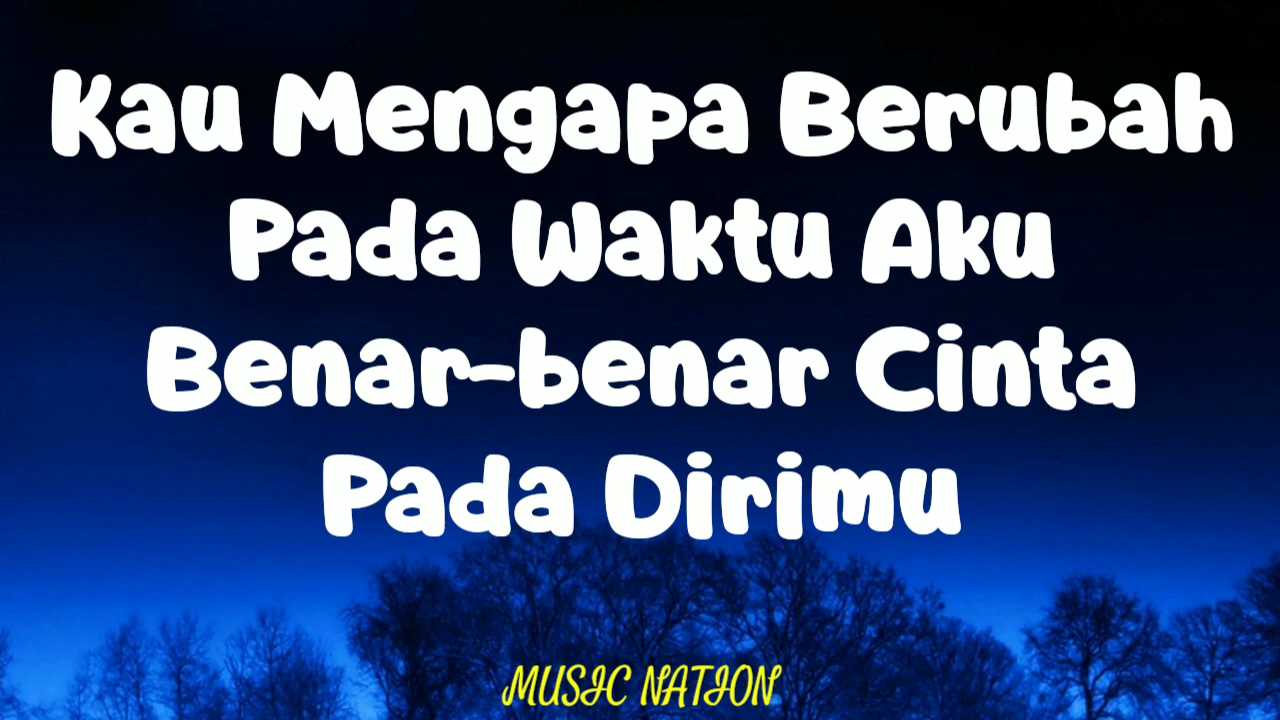 Kau Mengapa Berubah
Pada Waktu Aku
Benar-benar Cinta
Pada Dirimu
MUSIC NATION